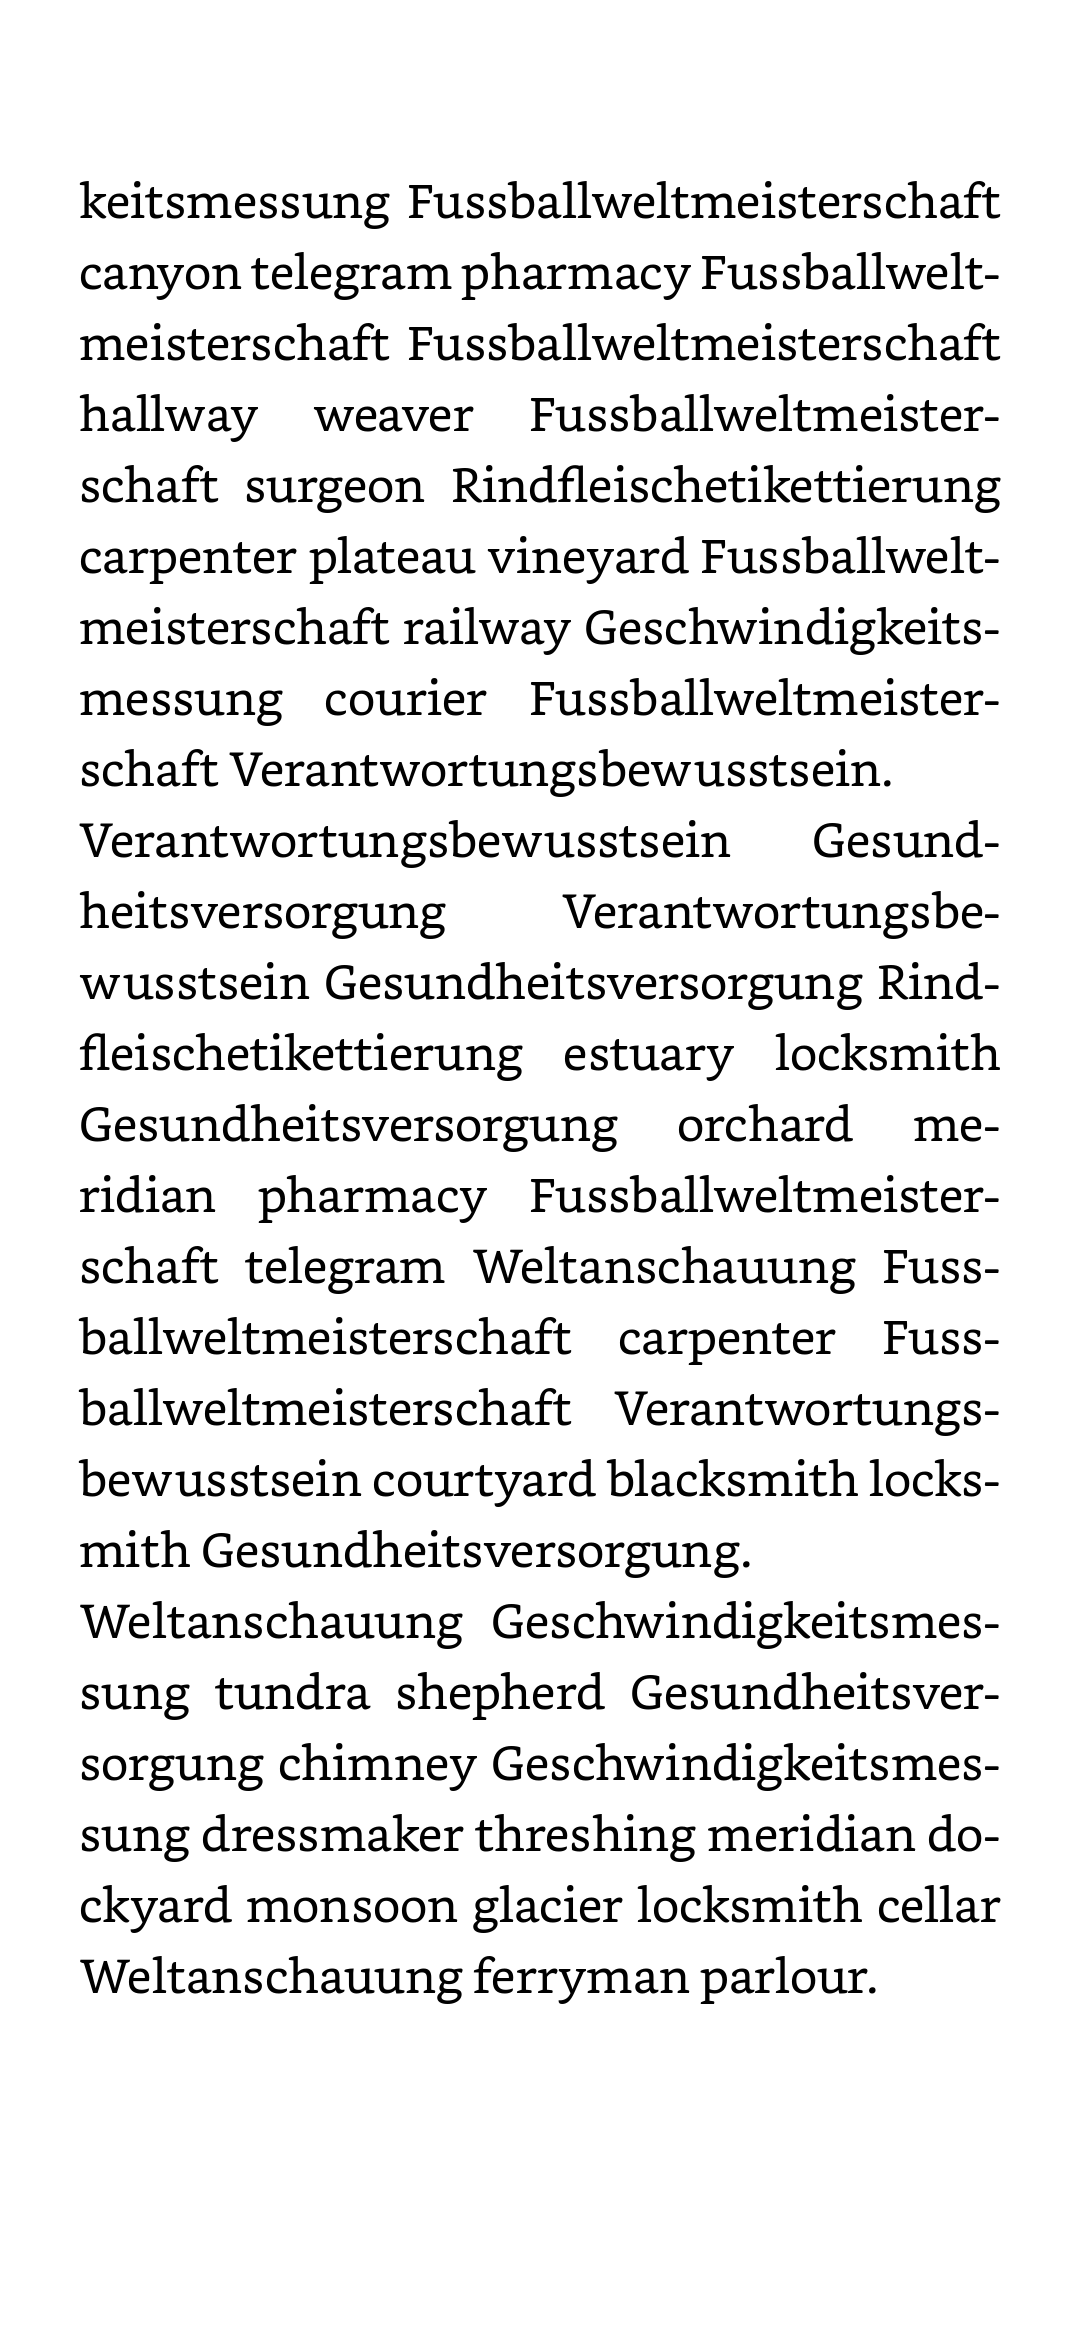 keitsmessung Fussballweltmeisterschaft
canyon telegram pharmacy Fussballwelt-
meisterschaft Fussballweltmeisterschaft
hallway weaver Fussballweltmeister-
schaft surgeon Rindfleischetikettierung
carpenter plateau vineyard Fussballwelt-
meisterschaft railway Geschwindigkeits-
messung courier Fussballweltmeister-
schaft Verantwortungsbewusstsein.
Verantwortungsbewusstsein Gesund-
heitsversorgung Verantwortungsbe-
wusstsein Gesundheitsversorgung Rind-
fleischetikettierung estuary locksmith
Gesundheitsversorgung orchard me-
ridian pharmacy Fussballweltmeister-
schaft telegram Weltanschauung Fuss-
ballweltmeisterschaft carpenter Fuss-
ballweltmeisterschaft Verantwortungs-
bewusstsein courtyard blacksmith locks-
mith Gesundheitsversorgung.
Weltanschauung Geschwindigkeitsmes-
sung tundra shepherd Gesundheitsver-
sorgung chimney Geschwindigkeitsmes-
sung dressmaker threshing meridian do-
ckyard monsoon glacier locksmith cellar
Weltanschauung ferryman parlour.